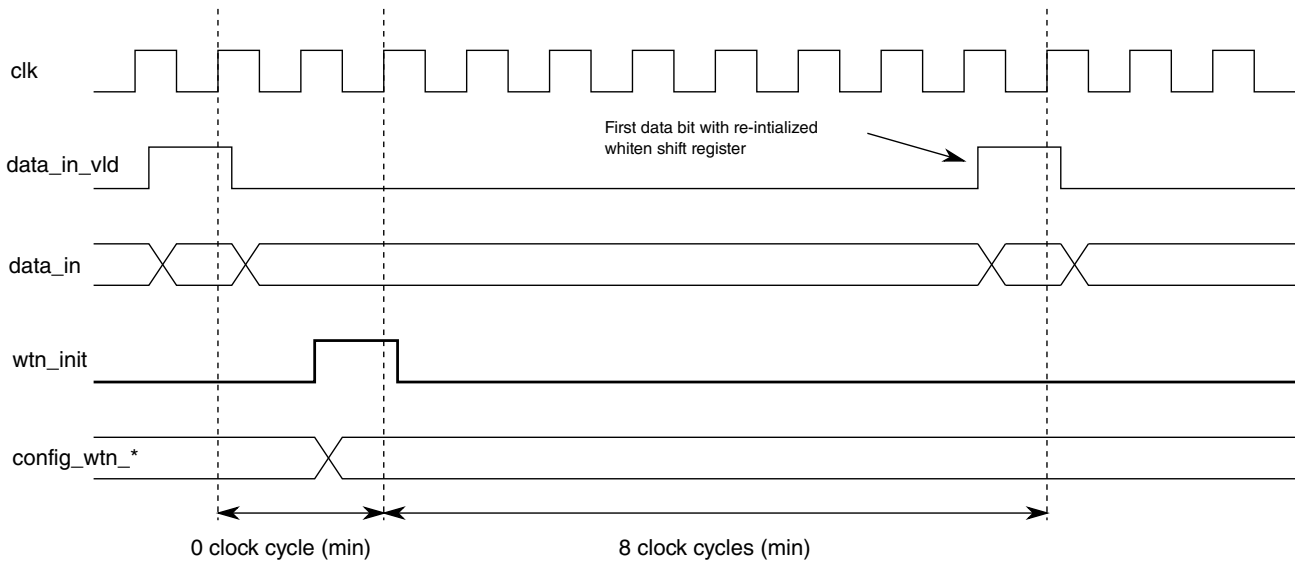 clk
First data bit with re-intialized
whiten shift register
data_in_vld
data_in
wtn_init
config_wtn_*
0 clock cycle (min)
8 clock cycles (min)